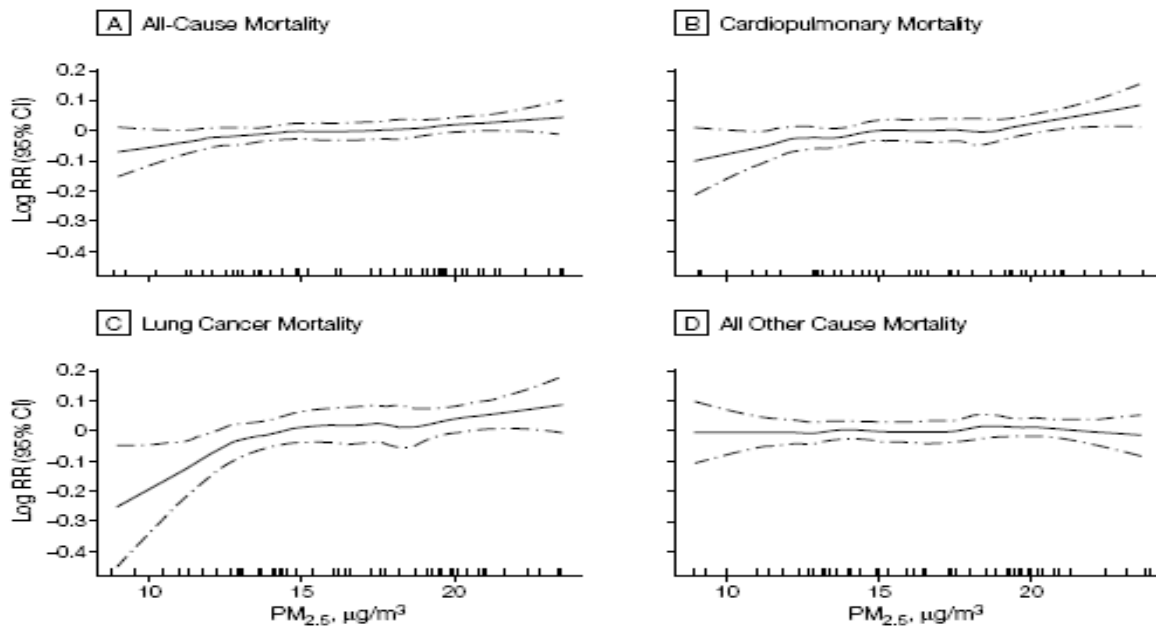 A All-Cause Mortality
B Cardiopulmonary Mortality
0.2
0.1
0
–0.1
–0.2
–0.3
–0.4
Log RR (95% CI)
C Lung Cancer Mortality
D All Other Cause Mortality
0.2
0.1
0
–0.1
–0.2
–0.3
–0.4
Log RR (95% CI)
10 15 20
10 15 20
PM2.5, μg/m³
PM2.5, μg/m³